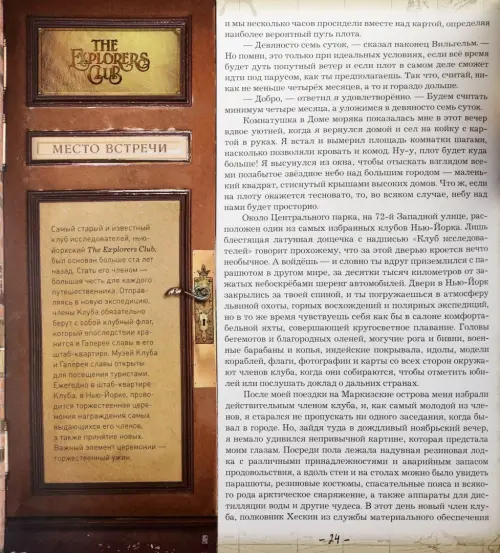 THE
EXPLORERS
CLUB
МЕСТО ВСТРЕЧИ
Самый старый и известный
клуб исследователей, нью-
йоркский The Explorers Club,
был основан больше ста лет
назад. Стать его членом —
большая честь для каждого
путешественника. Отправ-
ляясь в новую экспедицию,
члены Клуба обязательно
берут с собой клубный флаг,
который впоследствии хра-
нится в Галерее славы в его
штаб-квартире. Музей Клуба
и Галерея славы открыты
для посещения туристами.
Ежегодно в штаб-квартире
Клуба, в Нью-Йорке, прово-
дится торжественная цере-
мония награждения самых
выдающихся его членов,
а также принятие новых.
Важный элемент церемонии —
торжественный ужин.
и мы несколько часов просидели вместе над картой, определяя
наиболее вероятный путь плота.
— Девяносто семь суток, — сказал наконец Вильгельм. —
Но помни, это только при идеальных условиях, если всё время
будет дуть попутный ветер и если плот в самом деле сможет
идти под парусом, как ты предполагаешь. Так что, считай, ни-
как не меньше четырёх месяцев, а то и гораздо дольше.
— Добро, — ответил я удовлетворённо. — Будем считать
минимум четыре месяца, а уложимся в девяносто семь суток.
Комнатушка в Доме моряка показалась мне в этот вечер
вдвое уютней, когда я вернулся домой и сел на койку с кар-
той в руках. Я встал и вымерил площадь комнатки шагами,
насколько позволяли кровать и комод. Ну-у, плот будет куда
больше! Я высунулся из окна, чтобы отыскать взглядом всем
позабытое звёздное небо над большим городом — малень-
кий квадрат, стиснутый крышами высоких домов. Что ж, если
на плоту окажется тесновато, то, во всяком случае, небу над
нами будет просторно.
Около Центрального парка, на 72-й Западной улице, рас-
положен один из самых избранных клубов Нью-Йорка. Лишь
блестящая латунная дощечка с надписью «Клуб исследова-
телей» говорит прохожему, что за этой дверью кроется нечто
необычное. А войдёшь — и словно ты вдруг приземлился с па-
рашютом в другом мире, за десятки тысяч километров от за-
жатых небоскрёбами шеренг автомобилей. Двери в Нью-Йорк
закрылись за твоей спиной, и ты погружаешься в атмосферу
львиной охоты, горных восхождений и полярных экспедиций,
но в то же время чувствуешь себя как бы в салоне комфорта-
бельной яхты, совершающей кругосветное плавание. Головы
бегемотов и благородных оленей, могучие рога и бивни, воен-
ные барабаны и копья, индейские покрывала, идолы, модели
кораблей, флаги, фотографии и карты со всех сторон окружа-
ют членов клуба, когда они собираются, чтобы отметить юби-
лей или послушать доклад о дальних странах.
После моей поездки на Маркизские острова меня избрали
действительным членом клуба, и, как самый молодой из чле-
нов, я старался не пропускать ни одного заседания, когда бы-
вал в городе. Но, зайдя туда в дождливый ноябрьский вечер,
я немало удивился непривычной картине, которая предстала
моим глазам. Посреди пола лежала надувная резиновая лод-
ка с различными принадлежностями и аварийным запасом
продовольствия, а вдоль стен и на столах можно было увидеть
парашюты, резиновые костюмы, спасательные пояса и всяко-
го рода арктическое снаряжение, а также аппараты для дис-
тилляции воды и другие чудеса. В этот день новый член клу-
ба, полковник Хескин из службы материального обеспечения
- 24 -